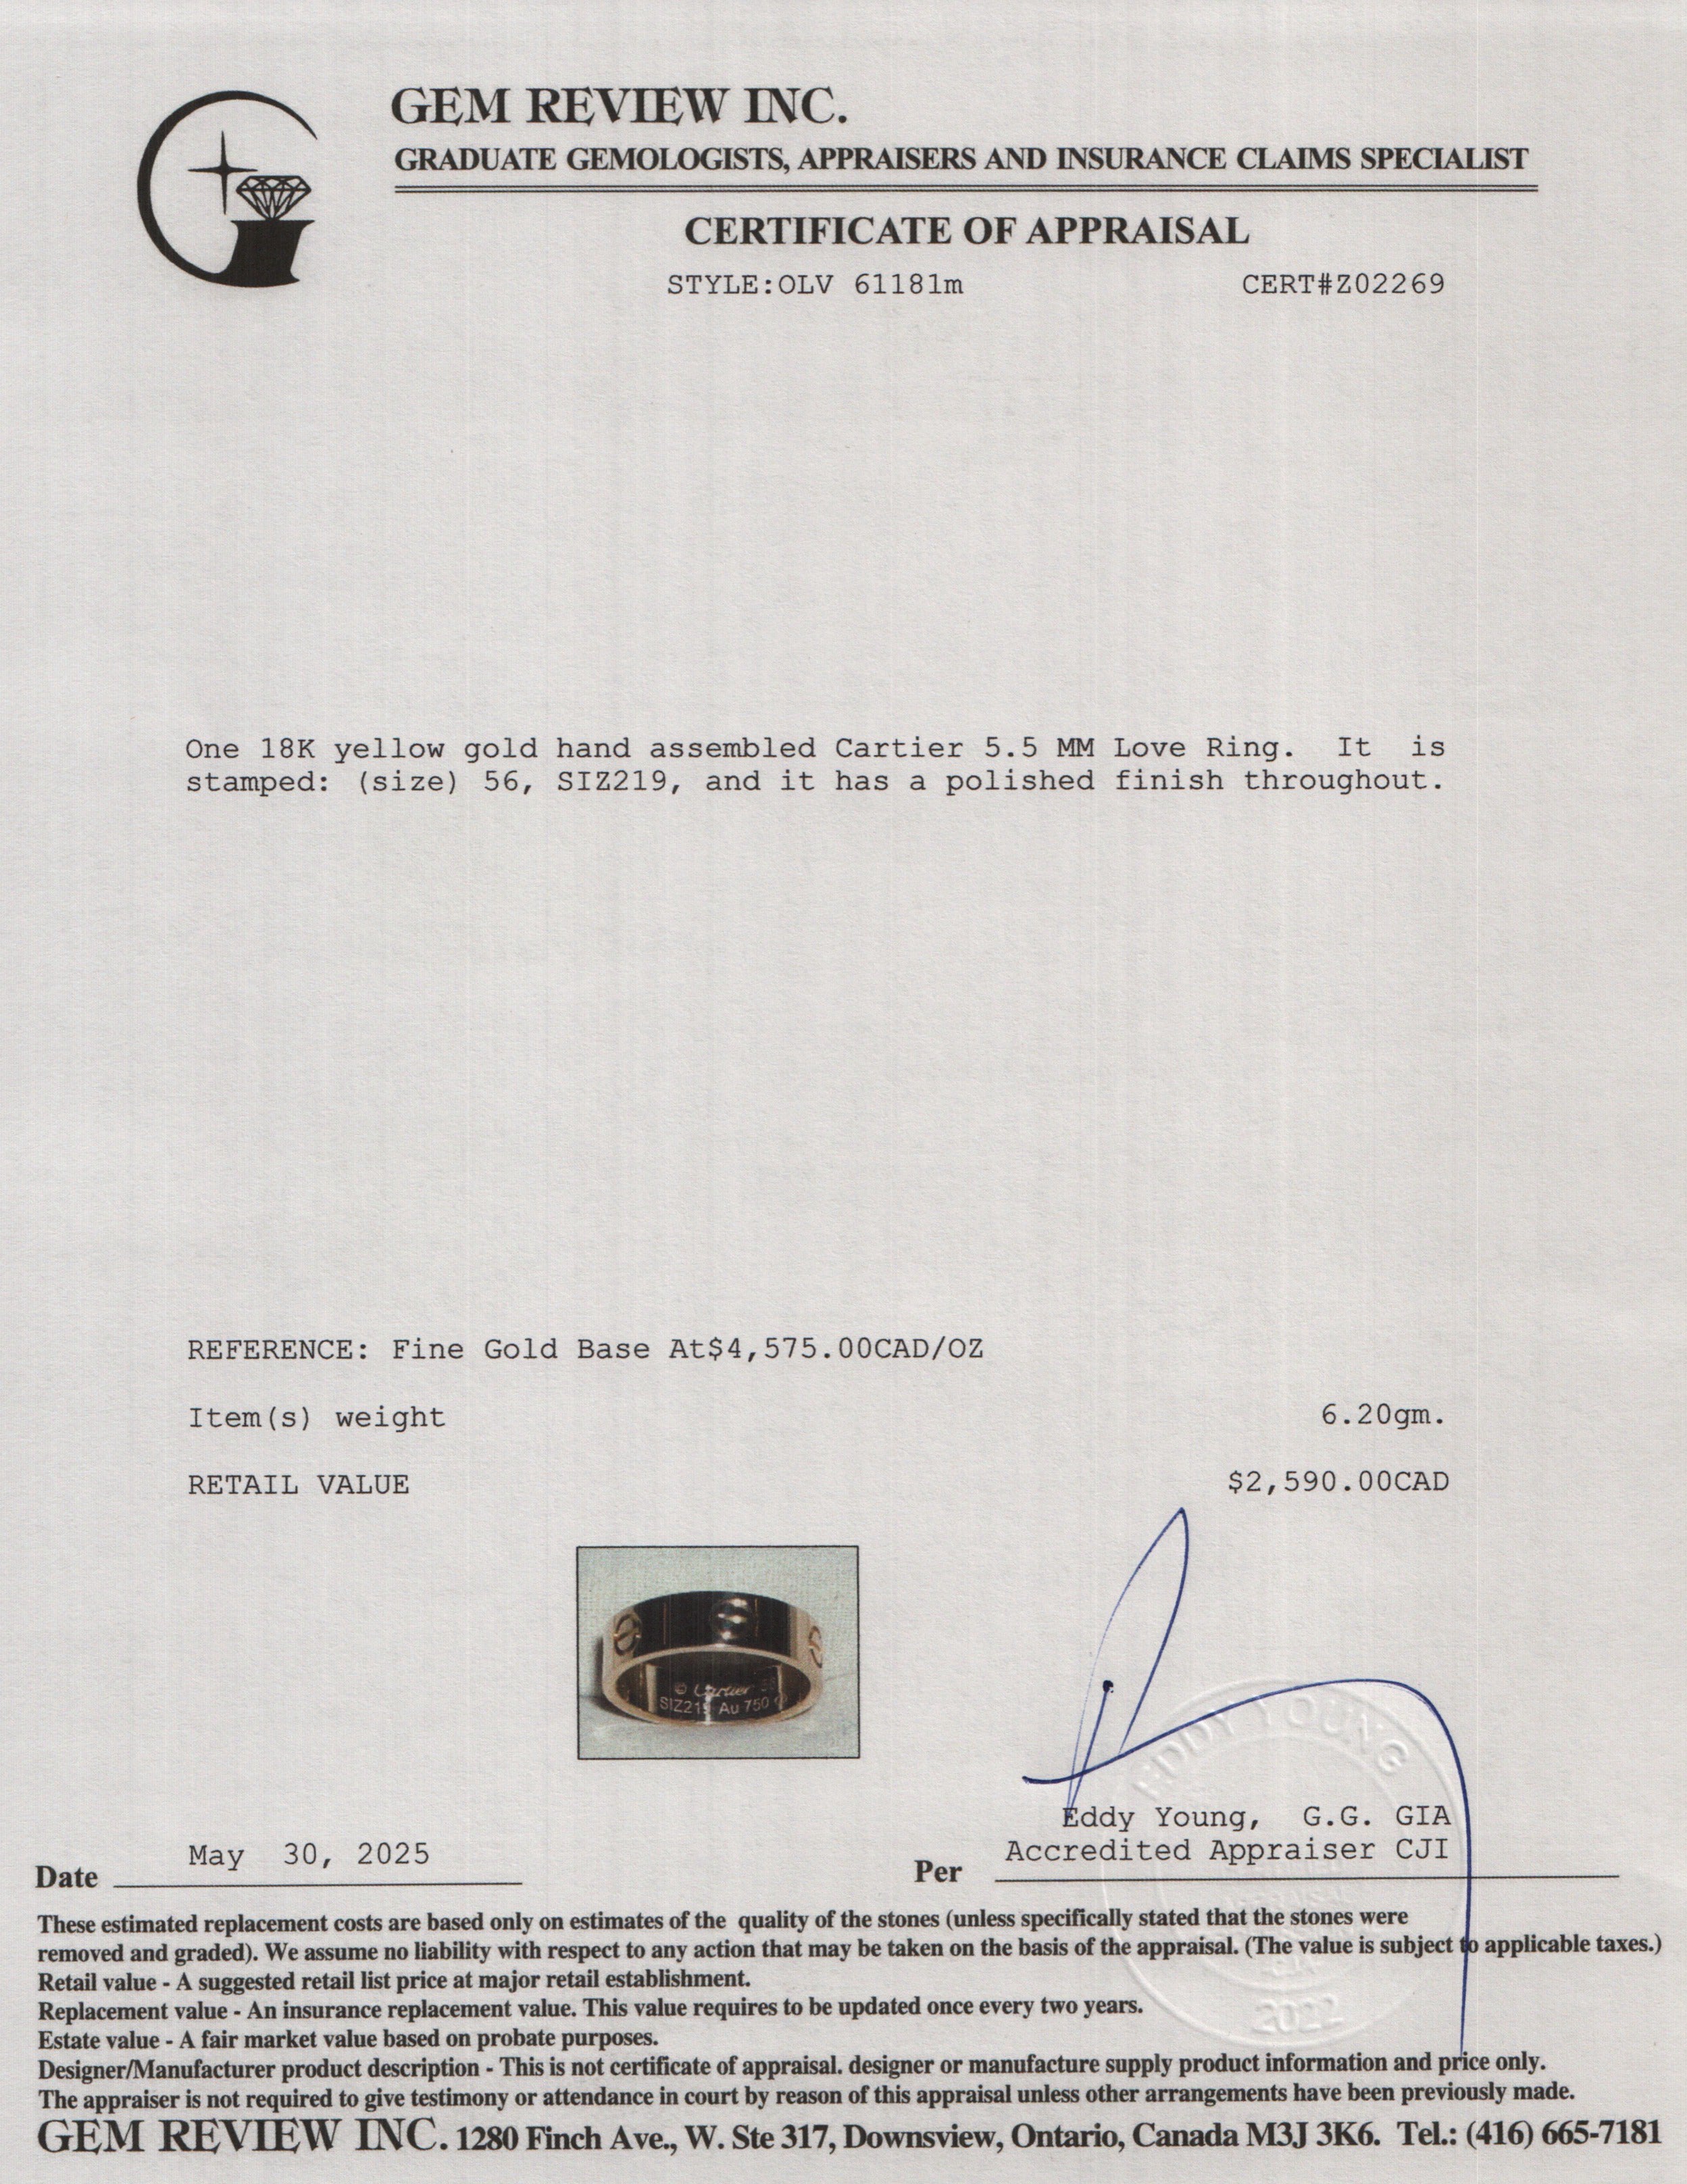 GEM REVIEW INC.
GRADUATE GEMOLOGISTS, APPRAISERS AND INSURANCE CLAIMS SPECIALIST
CERTIFICATE OF APPRAISAL
STYLE:OLV 61181m CERT#Z02269
One 18K yellow gold hand assembled Cartier 5.5 MM Love Ring. It is
stamped: (size) 56, SIZ219, and it has a polished finish throughout.
REFERENCE: Fine Gold Base At$4,575.00CAD/OZ
Item(s) weight 6.20gm.
RETAIL VALUE $2,590.00CAD
© Cartier 56
SIZ219 Au 750
EDDY YOUNG
Eddy Young, G.G. GIA
Accredited Appraiser CJI
Date May 30, 2025 Per
These estimated replacement costs are based only on estimates of the quality of the stones (unless specifically stated that the stones were
removed and graded). We assume no liability with respect to any action that may be taken on the basis of the appraisal. (The value is subject to applicable taxes.)
Retail value - A suggested retail list price at major retail establishment.
Replacement value - An insurance replacement value. This value requires to be updated once every two years.
2022
Estate value - A fair market value based on probate purposes.
Designer/Manufacturer product description - This is not certificate of appraisal. designer or manufacture supply product information and price only.
The appraiser is not required to give testimony or attendance in court by reason of this appraisal unless other arrangements have been previously made.
GEM REVIEW INC. 1280 Finch Ave., W. Ste 317, Downsview, Ontario, Canada M3J 3K6. Tel.: (416) 665-7181